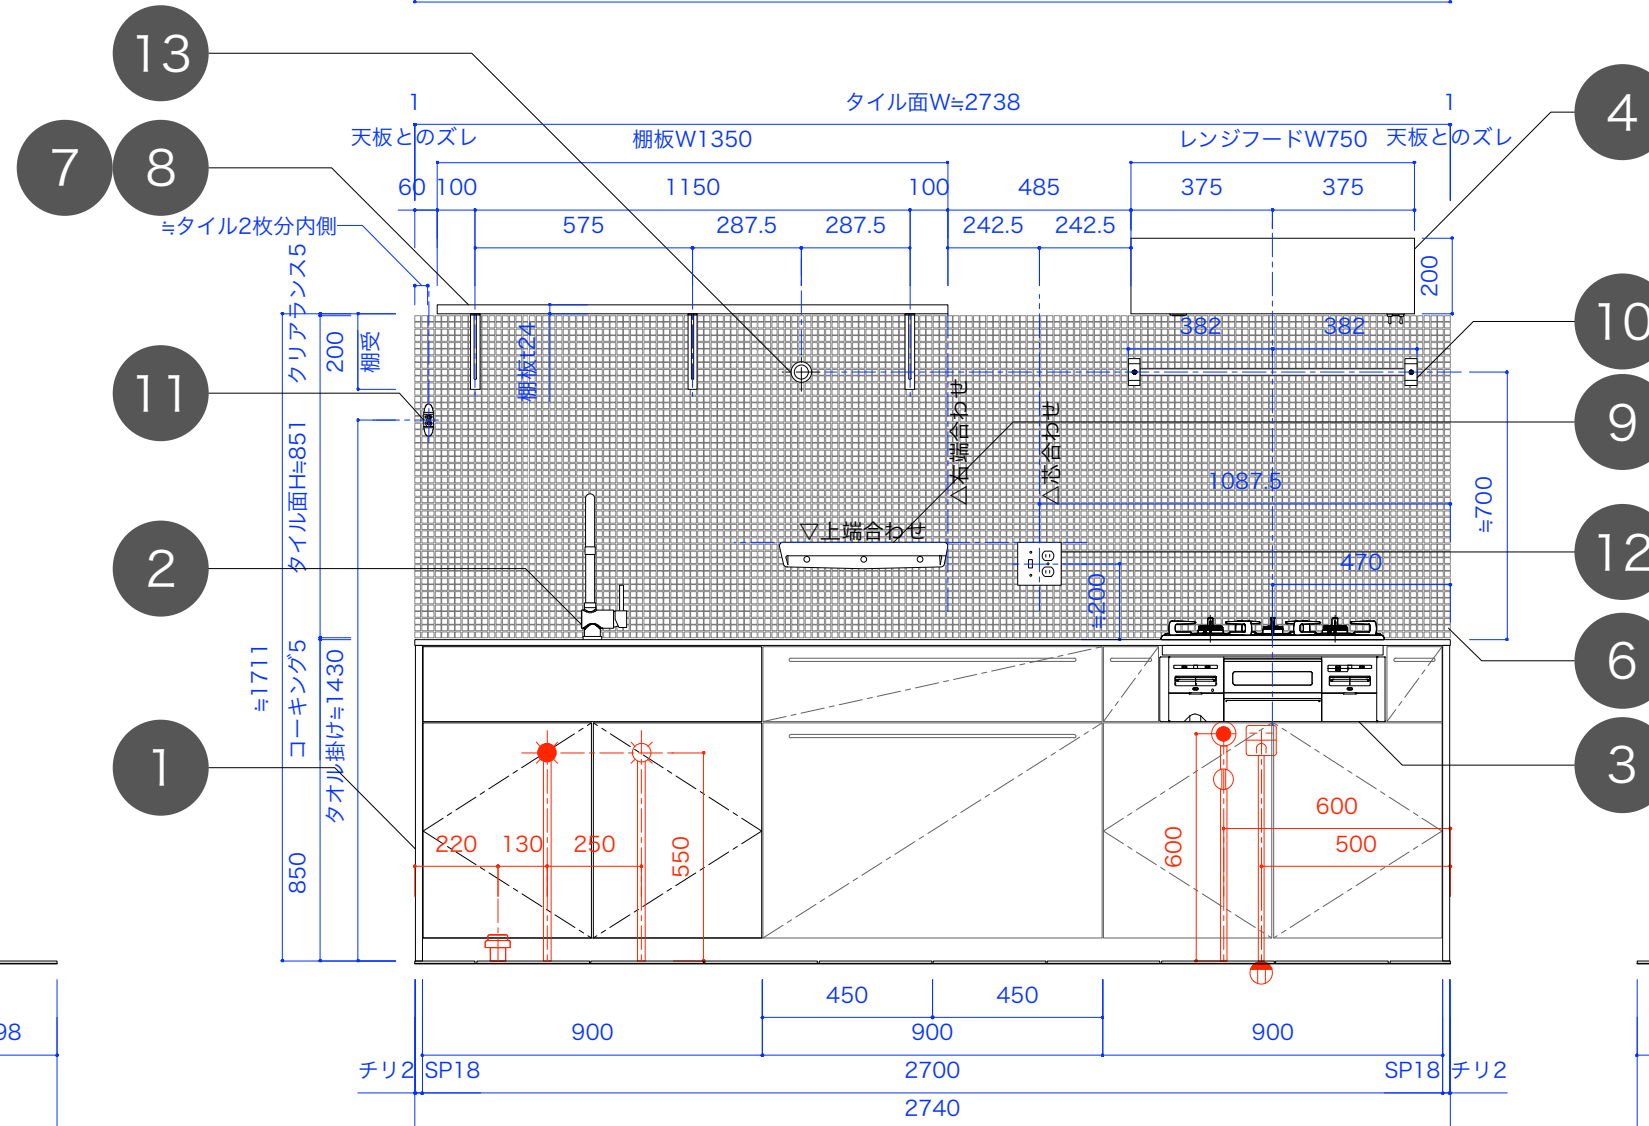 13
1
タイル面W≒2738
1
4
天板とのズレ
棚板W1350
レンジフードW750
天板とのズレ
7
8
60
100
1150
100
485
375
375
≒タイル2枚分内側
575
287.5
287.5
242.5
242.5
200
クリアランス5
200
棚受
棚板t24
382
382
10
11
9
△右端合わせ
△芯合わせ
タイル面H≒851
1087.5
≒700
▽上端合わせ
2
12
470
≒200
≒1711
コーキング5
タオル掛け≒1430
6
1
3
220
130
250
550
600
600
500
850
450
450
98
900
900
900
チリ2
SP18
2700
SP18
チリ2
2740